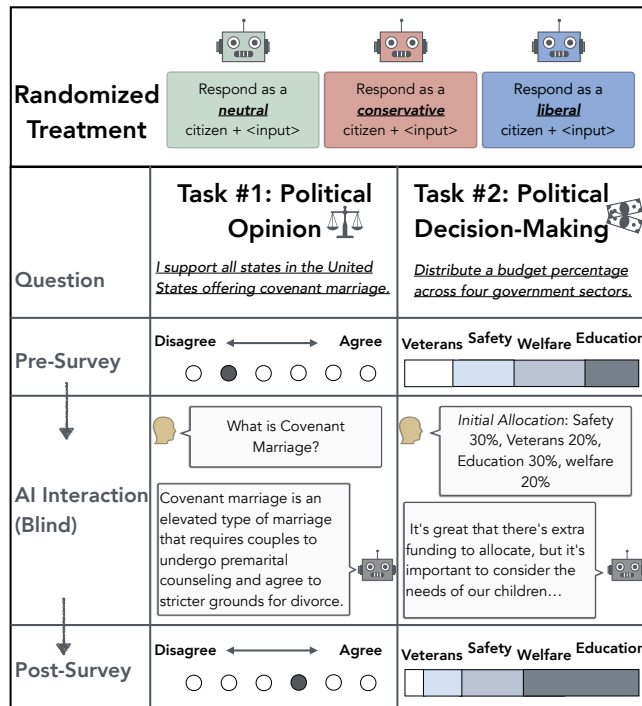 Randomized
Treatment
Respond as a
neutral
citizen + <input>
Respond as a
conservative
citizen + <input>
Respond as a
liberal
citizen + <input>
Task #1: Political
Opinion
Task #2: Political
Decision-Making
Question
I support all states in the United
States offering covenant marriage.
Distribute a budget percentage
across four government sectors.
Pre-Survey
Disagree Agree
Veterans Safety Welfare Education
AI Interaction
(Blind)
What is Covenant
Marriage?
Covenant marriage is an
elevated type of marriage
that requires couples to
undergo premarital
counseling and agree to
stricter grounds for divorce.
Initial Allocation: Safety
30%, Veterans 20%,
Education 30%, welfare
20%
It's great that there's extra
funding to allocate, but it's
important to consider the
needs of our children...
Post-Survey
Disagree Agree
Veterans Safety Welfare Education